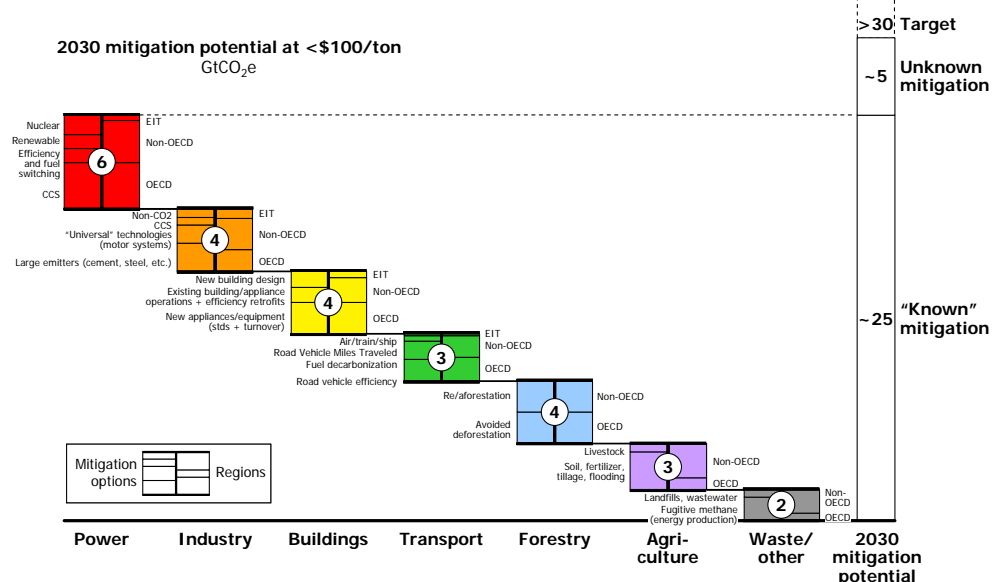 >30 Target
2030 mitigation potential at <$100/ton
GtCO2e
~5
Unknown
mitigation
Nuclear
Renewable
Efficiency
and fuel
switching
CCS
6
EIT
Non-OECD
OECD
Non-CO2
CCS
“Universal” technologies
(motor systems)
Large emitters (cement, steel, etc.)
4
EIT
Non-OECD
OECD
New building design
Existing building/appliance
operations + efficiency retrofits
New appliances/equipment
(stds + turnover)
4
EIT
Non-OECD
OECD
~25
“Known”
mitigation
Air/train/ship
Road Vehicle Miles Traveled
Fuel decarbonization
Road vehicle efficiency
3
EIT
Non-OECD
OECD
Re/aforestation
Avoided
deforestation
4
Non-OECD
OECD
Livestock
Soil, fertilizer,
tillage, flooding
3
Non-OECD
OECD
Landfills, wastewater
Fugitive methane
(energy production)
2
Non-
OECD
OECD
Mitigation
options
Regions
Power
Industry
Buildings
Transport
Forestry
Agri-
culture
Waste/
other
2030
mitigation
potential